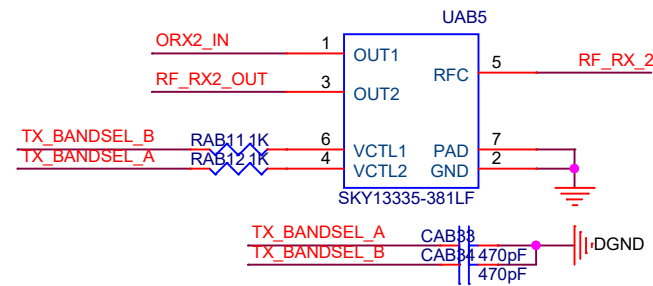 UAB5
ORX2_IN 1 OUT1
RFC 5 RF_RX_2
RF_RX2_OUT 3 OUT2
TX_BANDSEL_B RAB11 1K 6 VCTL1 PAD 7
TX_BANDSEL_A RAB12 1K 4 VCTL2 GND 2
SKY13335-381LF
TX_BANDSEL_A CAB33
DGND
TX_BANDSEL_B CAB34 470pF
470pF